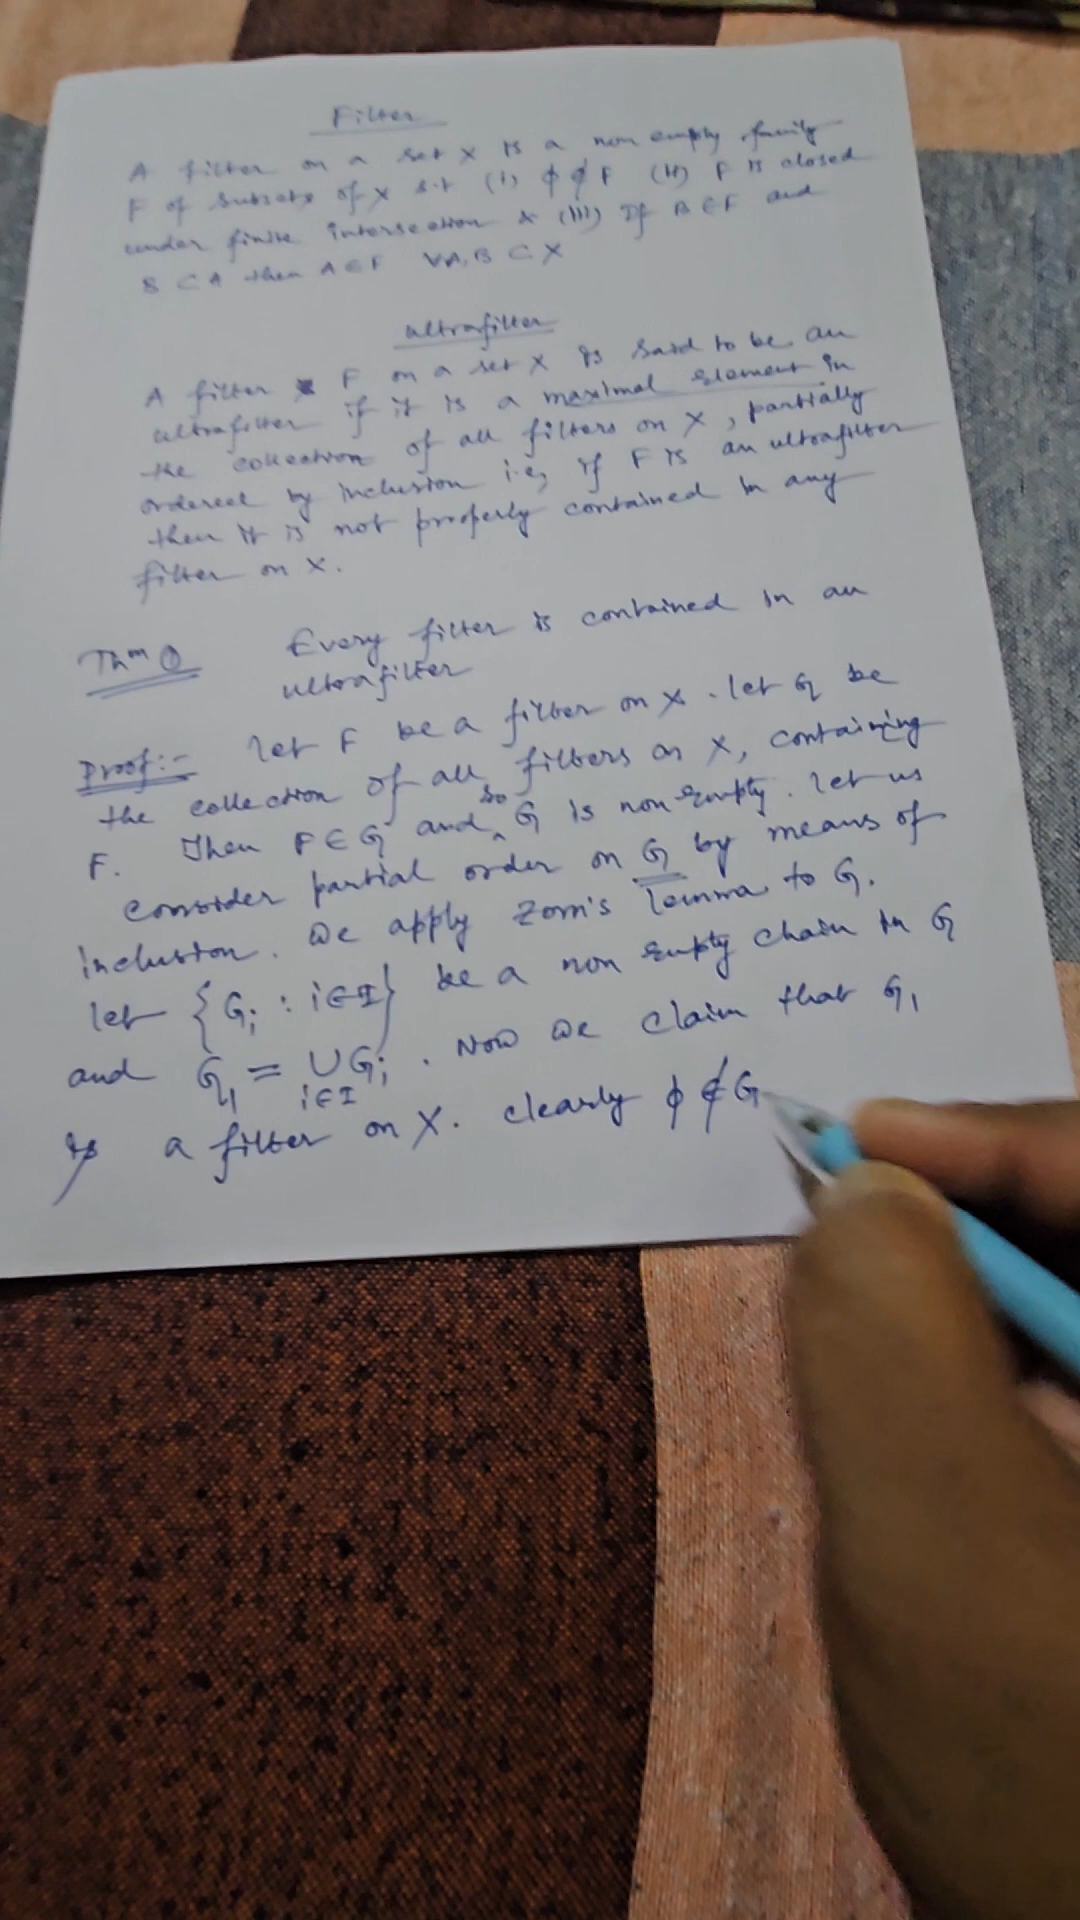 Filter
A filter on a set X is a non empty family
F of subsets of X s.t (i) ϕ ∉ F (ii) F is closed
under finite intersection & (iii) If B ∈ F and
B ⊂ A then A ∈ F ∀A, B ⊂ X
ultrafilter
A filter F on a set X is said to be an
ultrafilter if it is a maximal element in
the collection of all filters on X, partially
ordered by inclusion i.e, if F is an ultrafilter
then it is not properly contained in any
filter on X.
Thm ① Every filter is contained in an
ultrafilter
Proof:- Let F be a filter on X. let G be
the collection of all filters on X, containing
F. Then F ∈ G and so G is non empty. Let us
consider partial order on G by means of
inclusion. We apply Zorn's lemma to G.
let {Gi : i ∈ I} be a non empty chain in G
and G1 = ∪ Gi . Now we claim that G1
i ∈ I
is a filter on X. clearly ϕ ∉ G